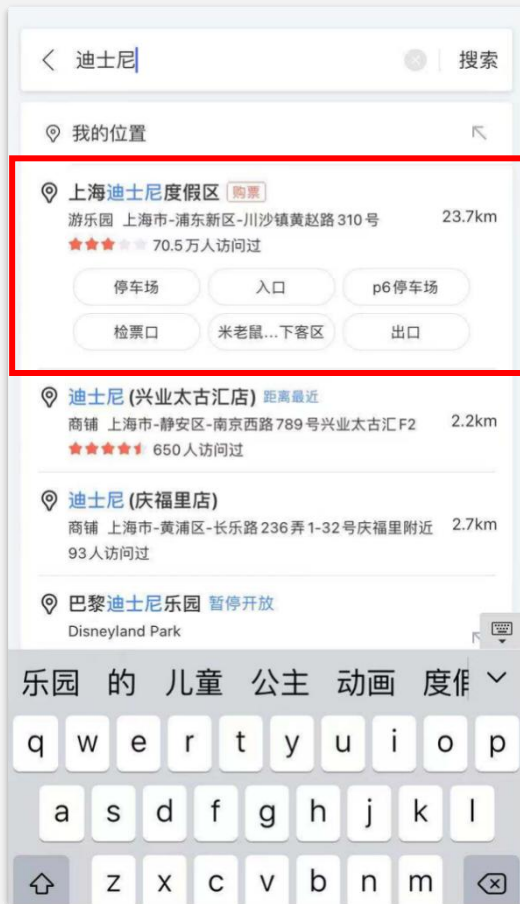 迪士尼 搜索
我的位置
上海迪士尼度假区 购票
游乐园 上海市-浦东新区-川沙镇黄赵路310号 23.7km
70.5万人访问过
停车场 入口 p6停车场
检票口 米老鼠...下客区 出口
迪士尼(兴业太古汇店) 距离最近
商铺 上海市-静安区-南京西路789号兴业太古汇F2 2.2km
650人访问过
迪士尼(庆福里店)
商铺 上海市-黄浦区-长乐路236弄1-32号庆福里附近 2.7km
93人访问过
巴黎迪士尼乐园 暂停开放
Disneyland Park
乐园 的 儿童 公主 动画 度假
q w e r t y u i o p
a s d f g h j k l
z x c v b n m